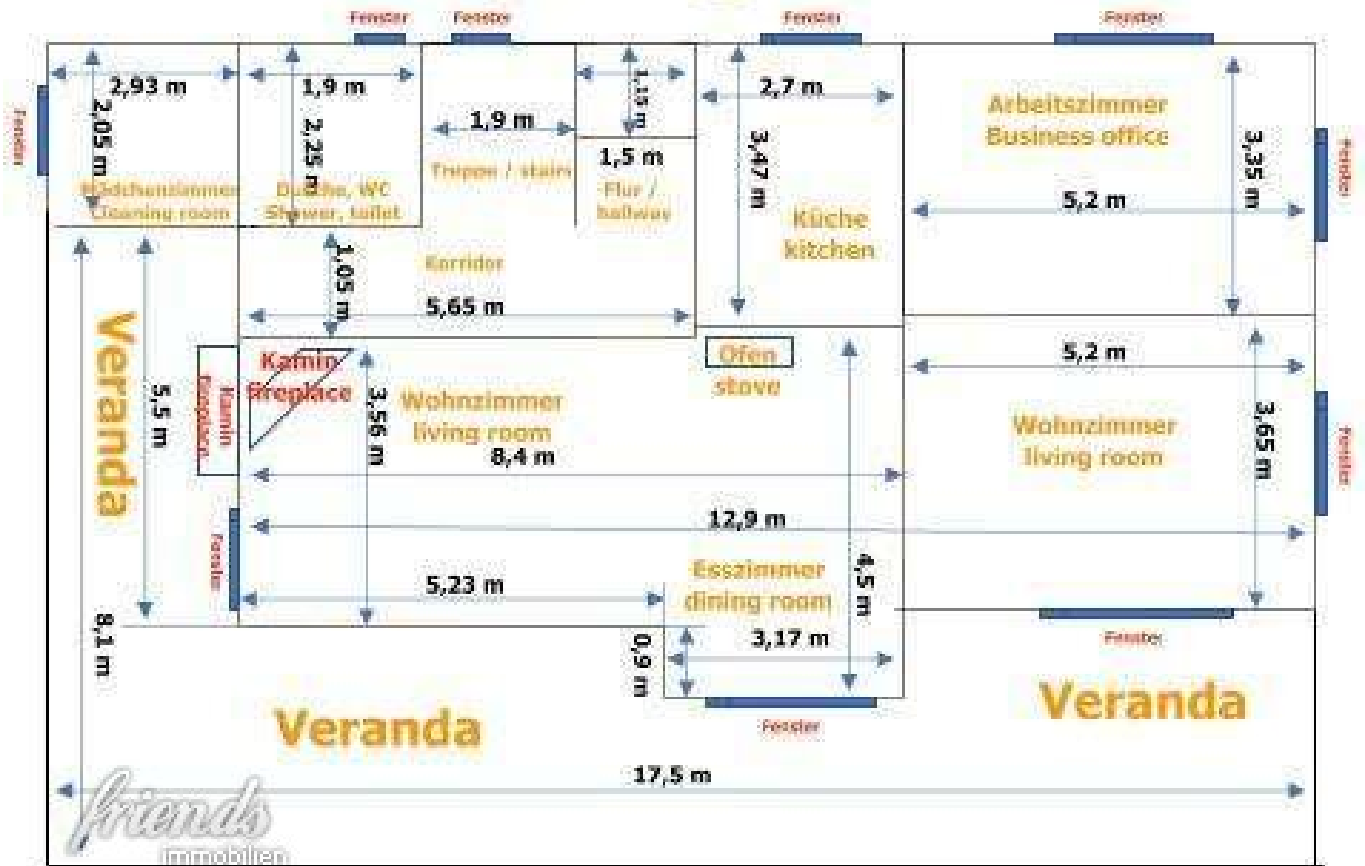 Fenster
Fenster
Fenster
Fenster
2,93 m
2,05 m
Mädchenzimmer
Cleaning room
Fenster
1,9 m
2,25 m
Dusche, WC
Shower, toilet
1,9 m
Treppe / stairs
1,15 m
1,5 m
Flur /
hallway
2,7 m
3,47 m
Küche
kitchen
Arbeitszimmer
Business office
5,2 m
3,35 m
Fenster
1,05 m
Korridor
5,65 m
Veranda
5,5 m
8,1 m
Kamin
fireplace
Kamin
fireplace
Fenster
3,56 m
Wohnzimmer
living room
8,4 m
Ofen
stove
5,2 m
Wohnzimmer
living room
3,65 m
Fenster
12,9 m
5,23 m
Esszimmer
dining room
4,5 m
3,17 m
0,9 m
Fenster
Fenster
Veranda
Veranda
17,5 m
friends
immobilien